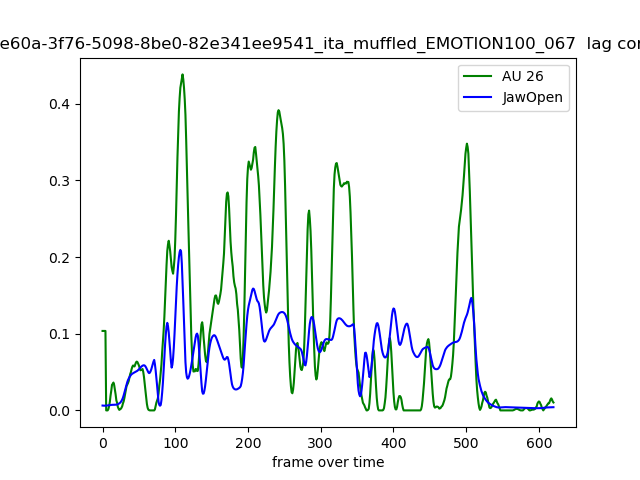 e60a-3f76-5098-8be0-82e341ee9541_ita_muffled_EMOTION100_067 lag
AU 26
JawOpen
0.4
0.3
0.2
0.1
0.0
0 100 200 300 400 500 600
frame over time